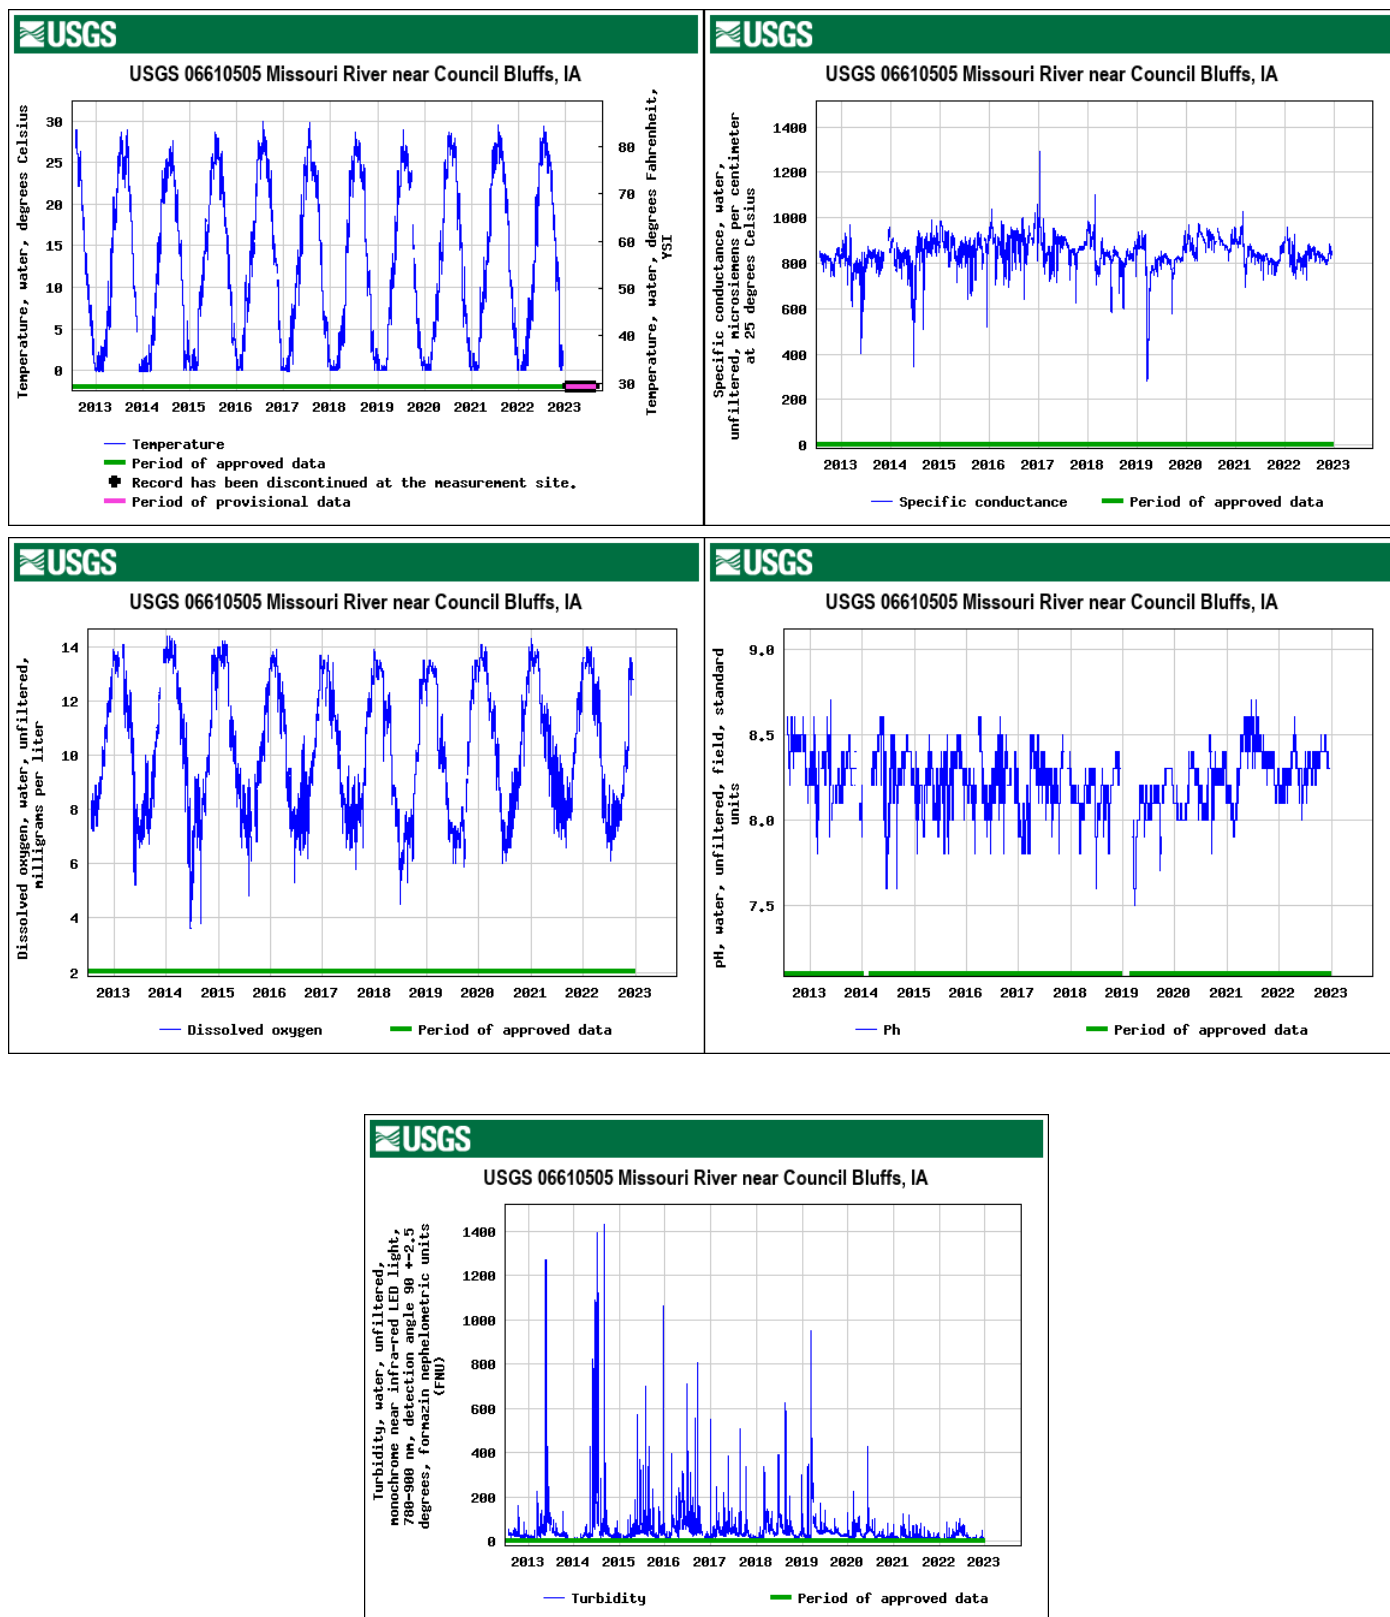 USGS
USGS 06610505 Missouri River near Council Bluffs, IA
Temperature, water, degrees Celsius
30
25
20
15
10
5
0
80
70
60
50
40
30
Temperature, water, degrees Fahrenheit,
YSI
2013 2014 2015 2016 2017 2018 2019 2020 2021 2022 2023
Temperature
Period of approved data
Record has been discontinued at the measurement site.
Period of provisional data
USGS
USGS 06610505 Missouri River near Council Bluffs, IA
Specific conductance, water,
unfiltered, microsiemens per centimeter
at 25 degrees Celsius
1400
1200
1000
800
600
400
200
0
2013 2014 2015 2016 2017 2018 2019 2020 2021 2022 2023
Specific conductance Period of approved data
USGS
USGS 06610505 Missouri River near Council Bluffs, IA
Dissolved oxygen, water, unfiltered,
milligrams per liter
14
12
10
8
6
4
2
2013 2014 2015 2016 2017 2018 2019 2020 2021 2022 2023
Dissolved oxygen Period of approved data
USGS
USGS 06610505 Missouri River near Council Bluffs, IA
pH, water, unfiltered, field, standard
units
9.0
8.5
8.0
7.5
2013 2014 2015 2016 2017 2018 2019 2020 2021 2022 2023
Ph Period of approved data
USGS
USGS 06610505 Missouri River near Council Bluffs, IA
Turbidity, water, unfiltered,
monochrome near infra-red LED light,
780-900 nm, detection angle 90 +-2.5
degrees, formazin nephelometric units
(FNU)
1400
1200
1000
800
600
400
200
0
2013 2014 2015 2016 2017 2018 2019 2020 2021 2022 2023
Turbidity Period of approved data